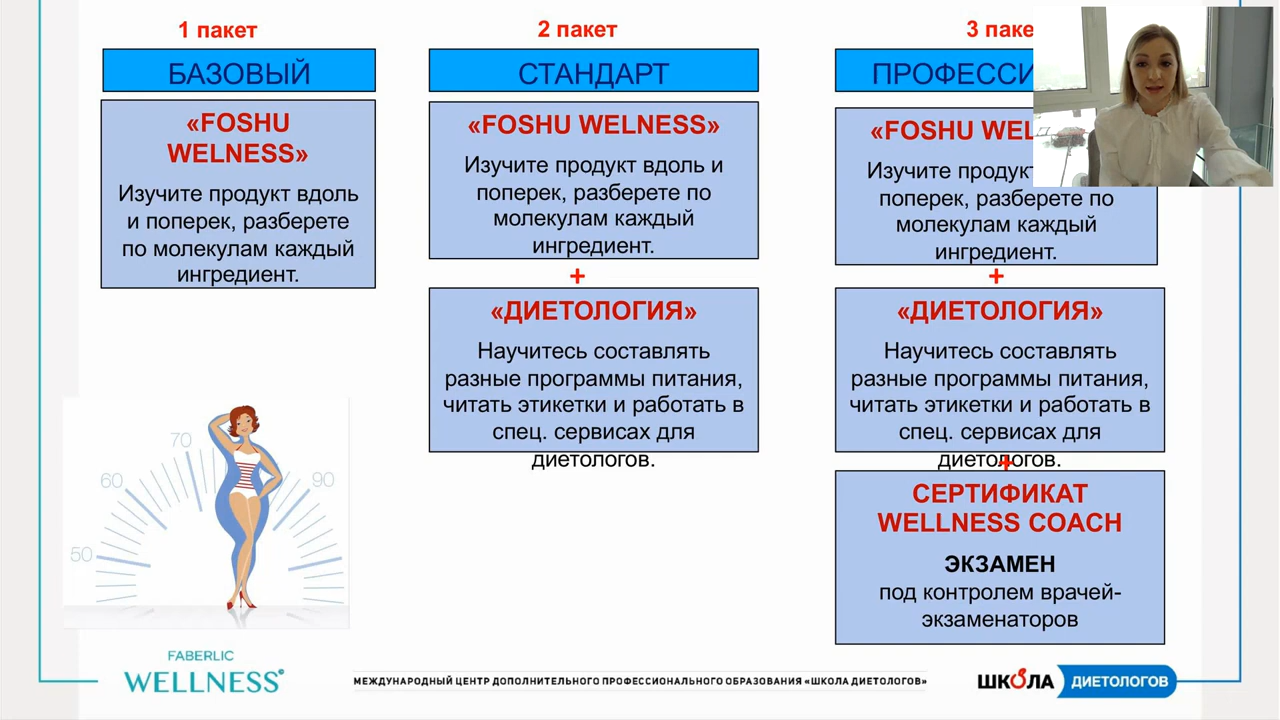 1 пакет
БАЗОВЫЙ
«FOSHU
WELNESS»
Изучите продукт вдоль
и поперек, разберете
по молекулам каждый
ингредиент.
2 пакет
СТАНДАРТ
«FOSHU WELNESS»
Изучите продукт вдоль и
поперек, разберете по
молекулам каждый
ингредиент.
+
«ДИЕТОЛОГИЯ»
Научитесь составлять
разные программы питания,
читать этикетки и работать в
спец. сервисах для
диетологов.
3 паке
ПРОФЕССИ
«FOSHU WEL
Изучите продукт
поперек, разберете по
молекулам каждый
ингредиент.
+
«ДИЕТОЛОГИЯ»
Научитесь составлять
разные программы питания,
читать этикетки и работать в
спец. сервисах для
диетологов.
+
СЕРТИФИКАТ
WELLNESS COACH
ЭКЗАМЕН
под контролем врачей-
экзаменаторов
50
60
70
90
FABERLIC
WELLNESS
МЕЖДУНАРОДНЫЙ ЦЕНТР ДОПОЛНИТЕЛЬНОГО ПРОФЕССИОНАЛЬНОГО ОБРАЗОВАНИЯ «ШКОЛА ДИЕТОЛОГОВ»
ШКОЛА ДИЕТОЛОГОВ